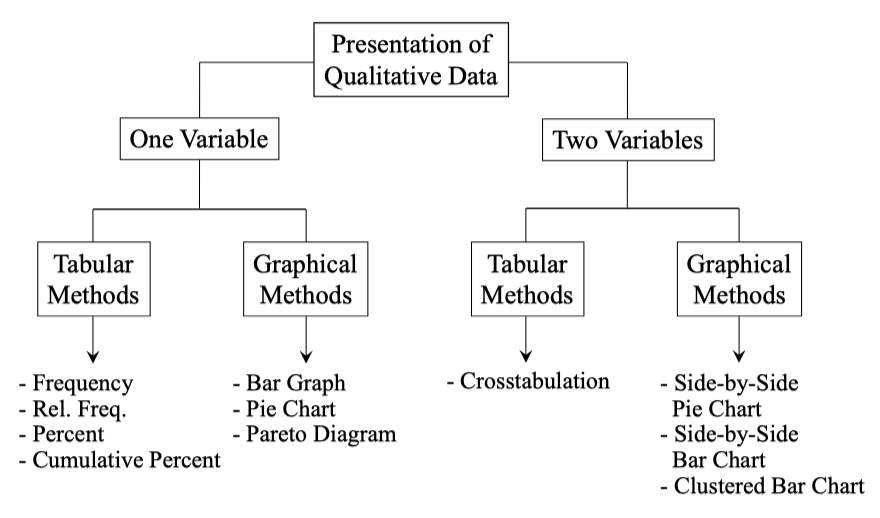 Presentation of
Qualitative Data
One Variable
Two Variables
Tabular
Methods
Graphical
Methods
Tabular
Methods
Graphical
Methods
- Frequency
- Rel. Freq.
- Percent
- Cumulative Percent
- Bar Graph
- Pie Chart
- Pareto Diagram
- Crosstabulation
- Side-by-Side
Pie Chart
- Side-by-Side
Bar Chart
- Clustered Bar Chart